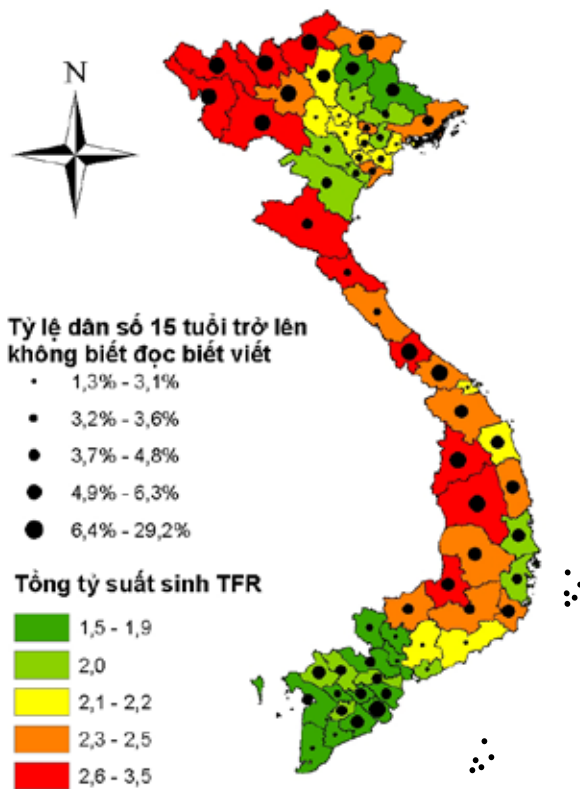 N
Tỷ lệ dân số 15 tuổi trở lên
không biết đọc biết viết
1,3% - 3,1%
3,2% - 3,6%
3,7% - 4,8%
4,9% - 6,3%
6,4% - 29,2%
Tổng tỷ suất sinh TFR
1,5 - 1,9
2,0
2,1 - 2,2
2,3 - 2,5
2,6 - 3,5